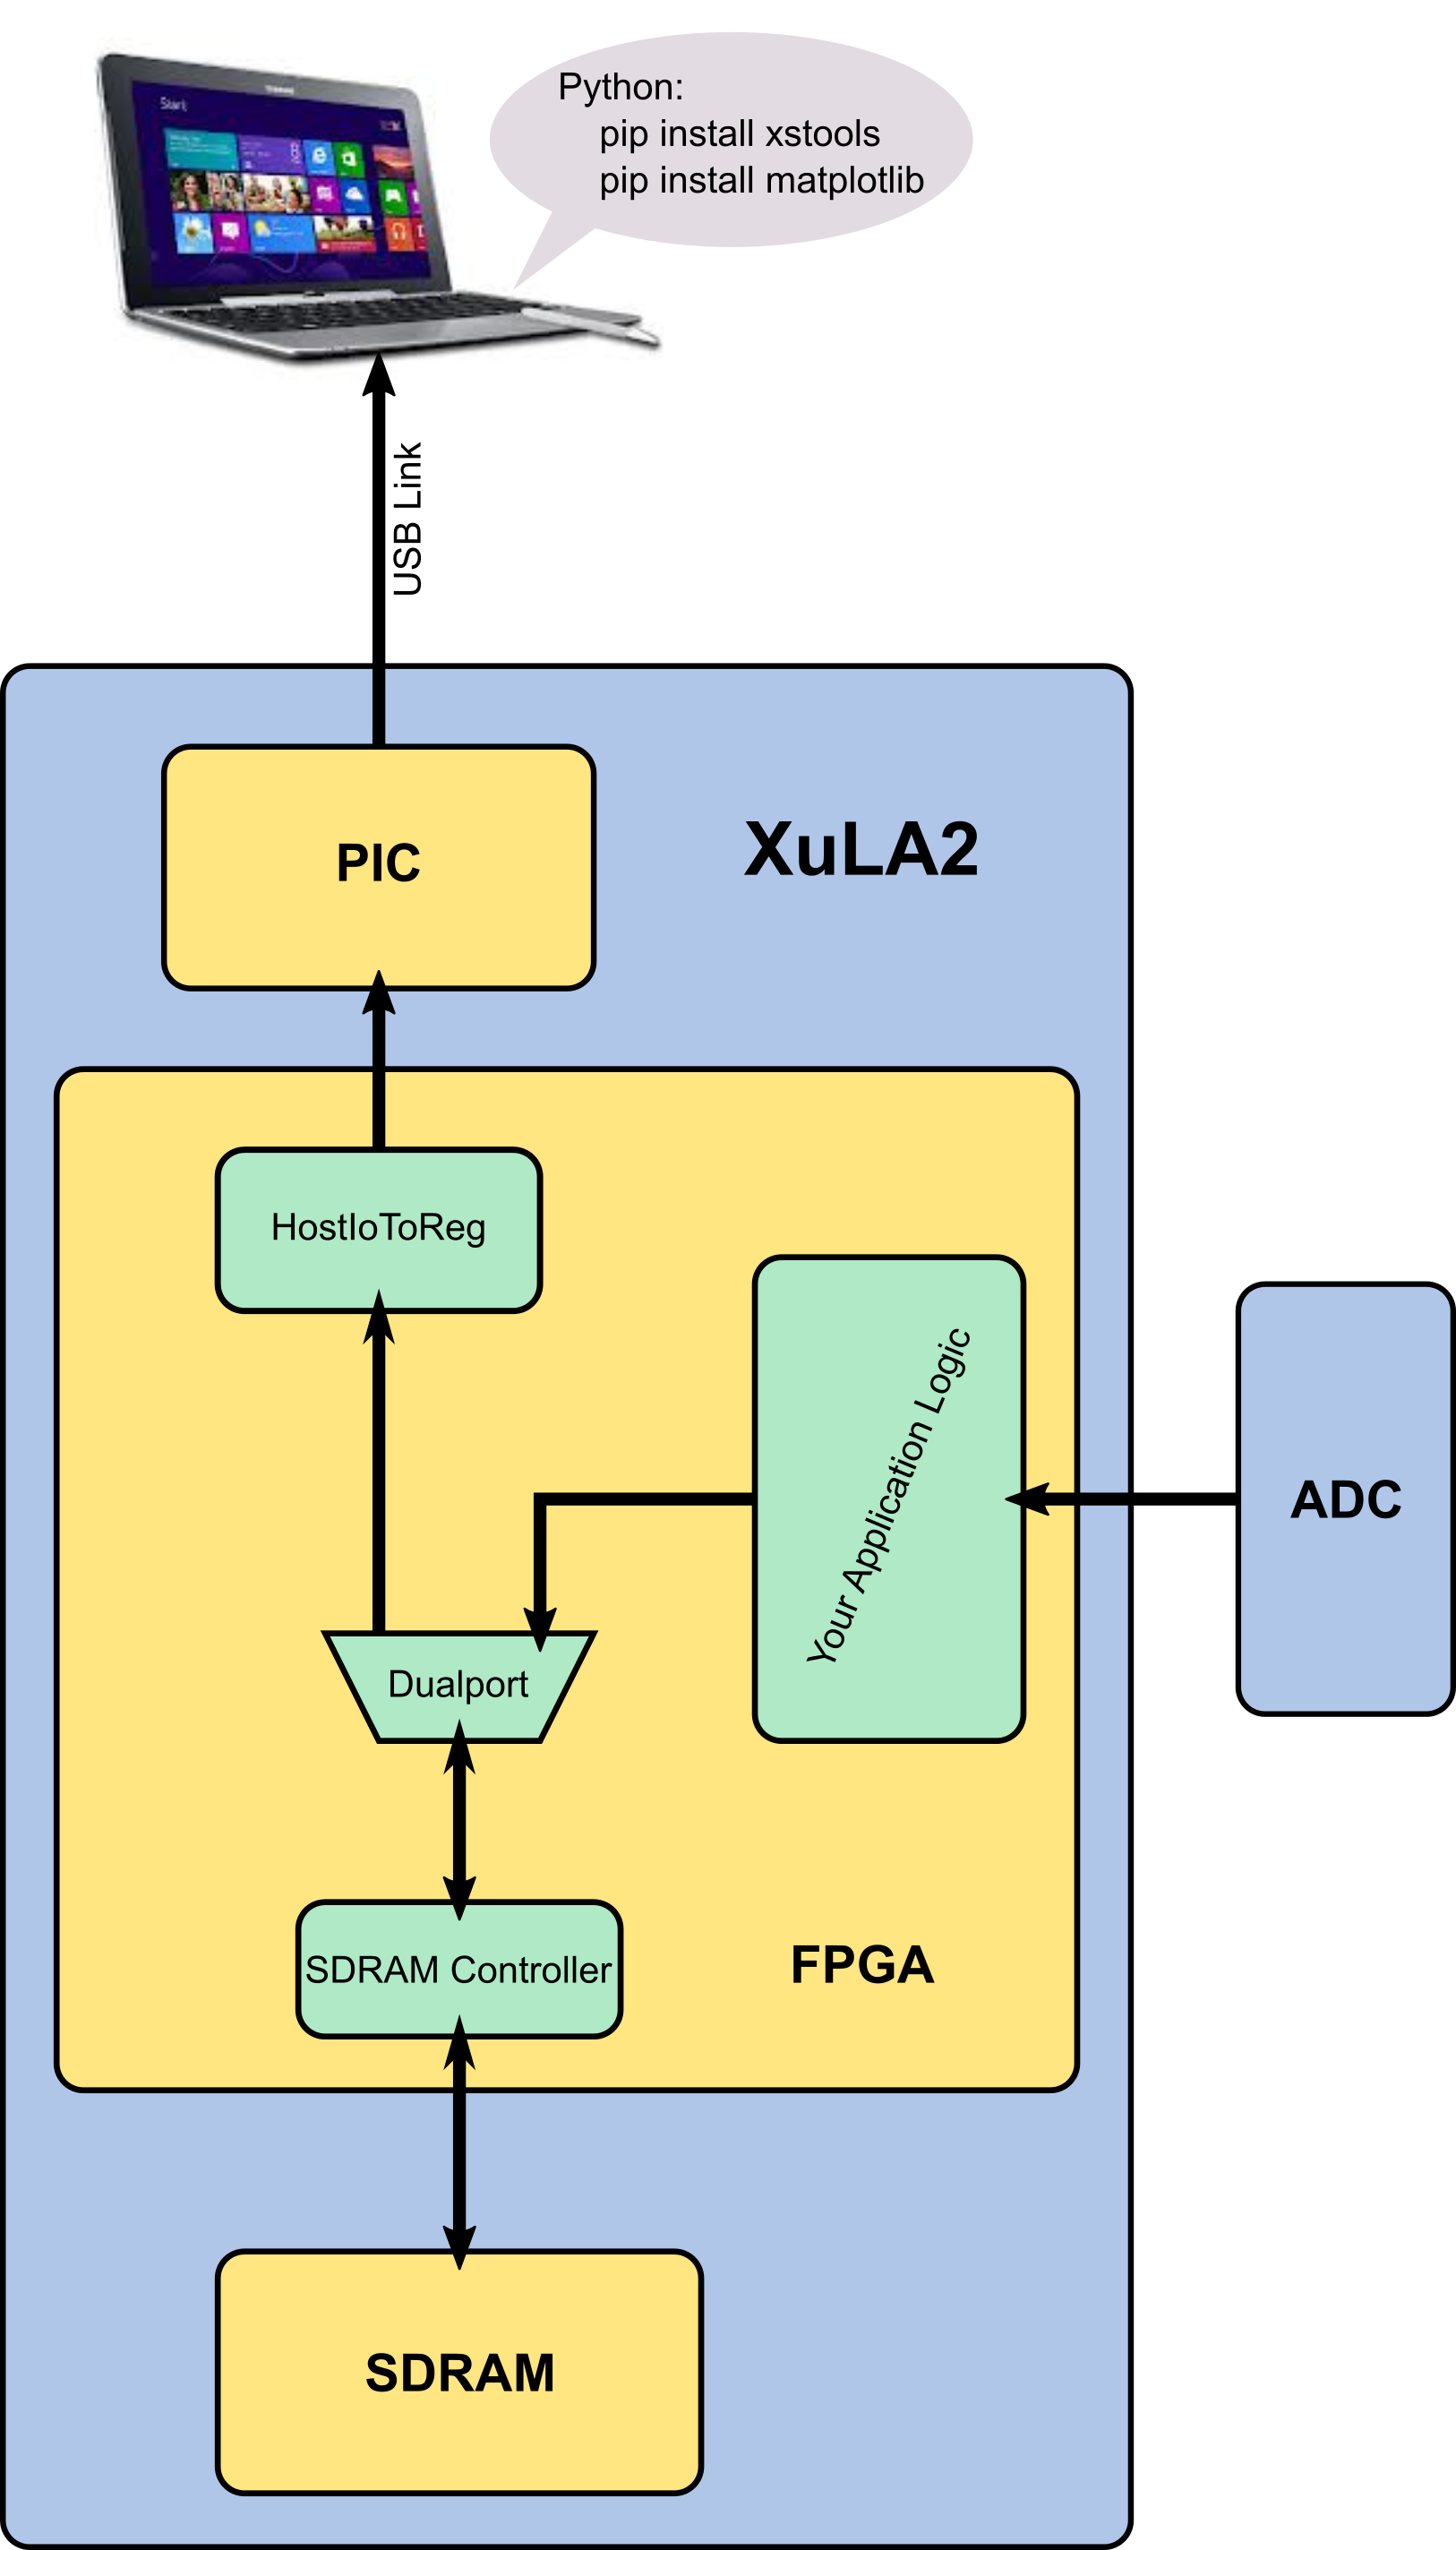 Start
Python:
pip install xstools
pip install matplotlib
USB Link
PIC
XuLA2
HostIoToReg
Your Application Logic
ADC
Dualport
SDRAM Controller
FPGA
SDRAM